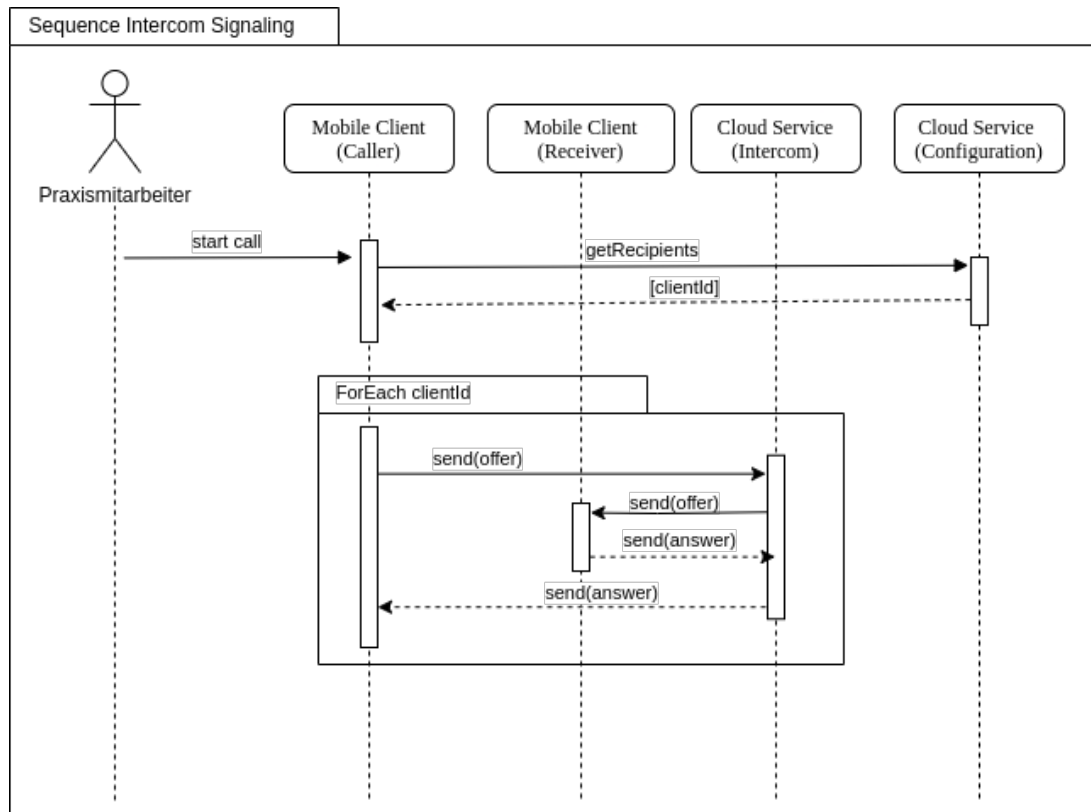 Sequence Intercom Signaling
Mobile Client
(Caller)
Mobile Client
(Receiver)
Cloud Service
(Intercom)
Cloud Service
(Configuration)
Praxismitarbeiter
start call
getRecipients
[clientId]
ForEach clientId
send(offer)
send(offer)
send(answer)
send(answer)